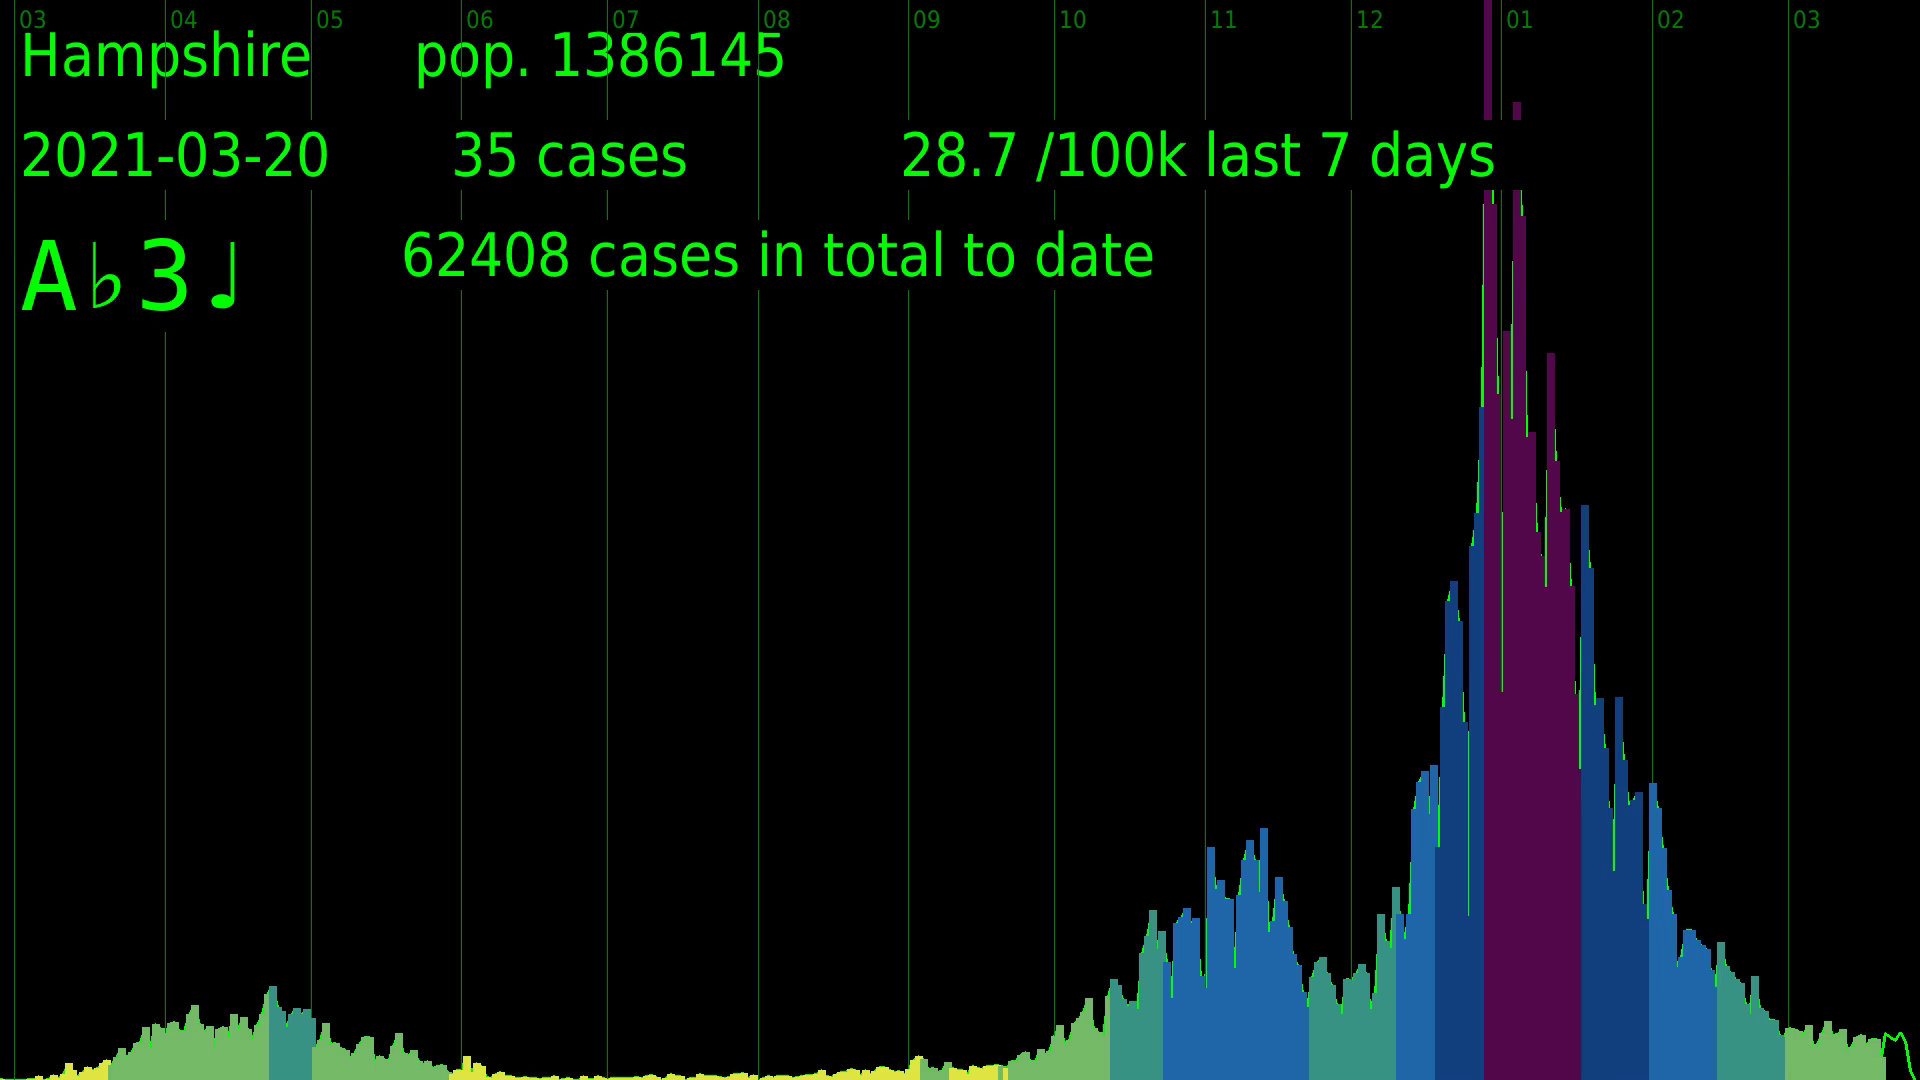 03 04 05 06 07 08 09 10 11 12 01 02 03
Hampshire pop. 1386145
2021-03-20 35 cases 28.7 /100k last 7 days
A♭3♩ 62408 cases in total to date